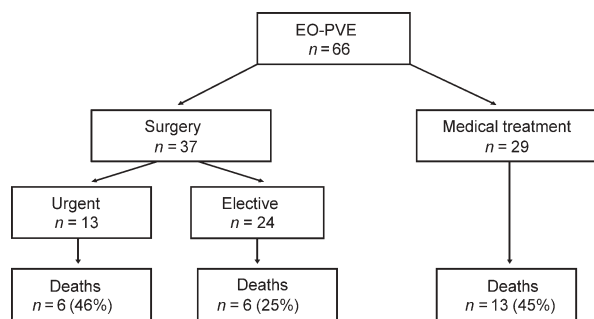 EO-PVE
n = 66
Surgery
n = 37
Medical treatment
n = 29
Urgent
n = 13
Elective
n = 24
Deaths
n = 6 (46%)
Deaths
n = 6 (25%)
Deaths
n = 13 (45%)